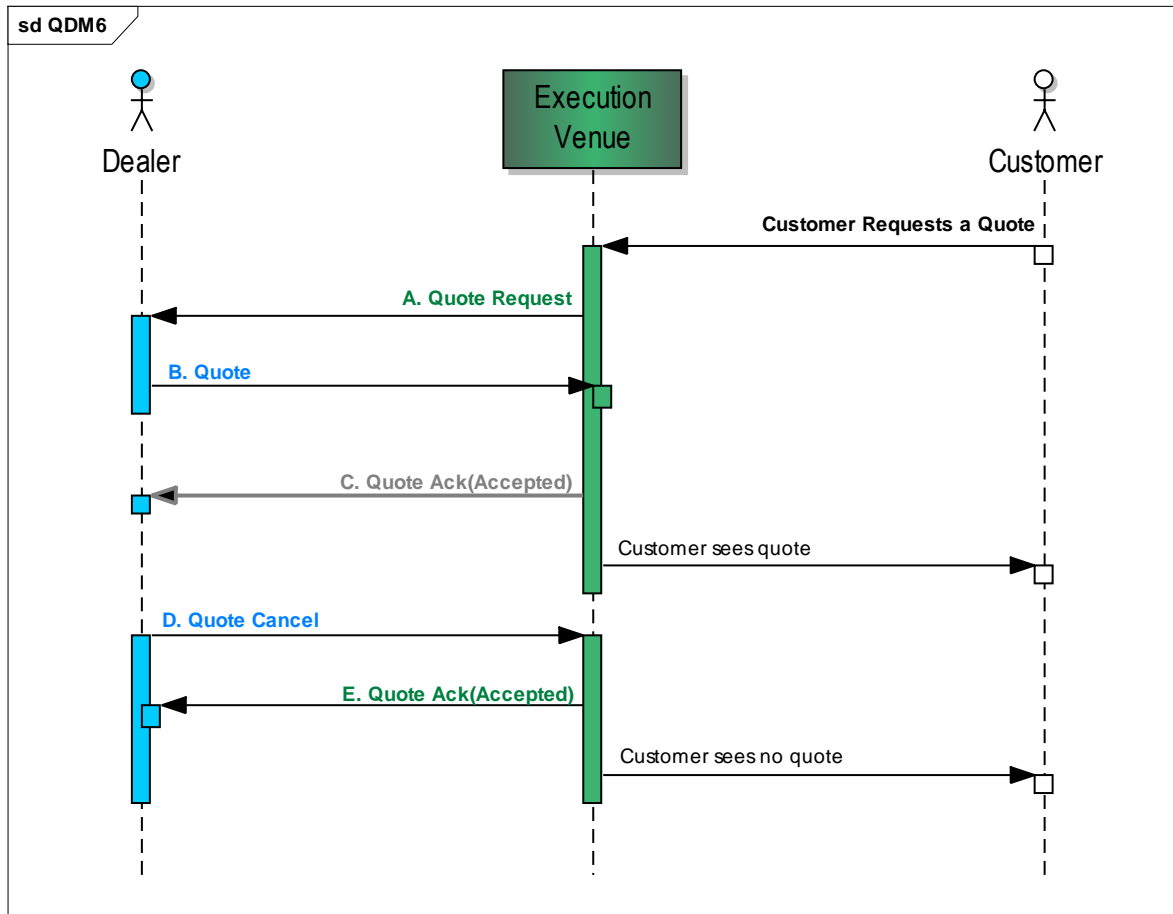 sd QDM6
Execution
Venue
Dealer
Customer
Customer Requests a Quote
A. Quote Request
B. Quote
C. Quote Ack(Accepted)
Customer sees quote
D. Quote Cancel
E. Quote Ack(Accepted)
Customer sees no quote